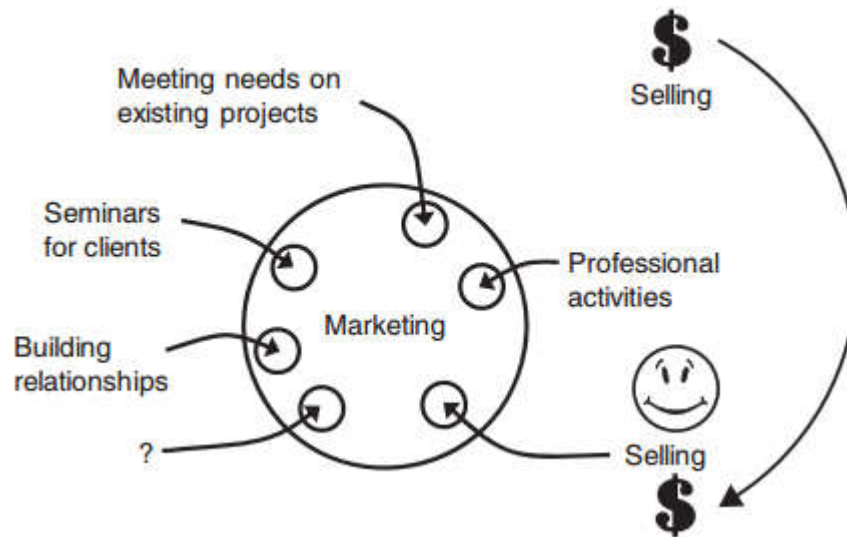 $
Selling
Meeting needs on
existing projects
Seminars
for clients
Professional
activities
Marketing
Building
relationships
?
Selling
$